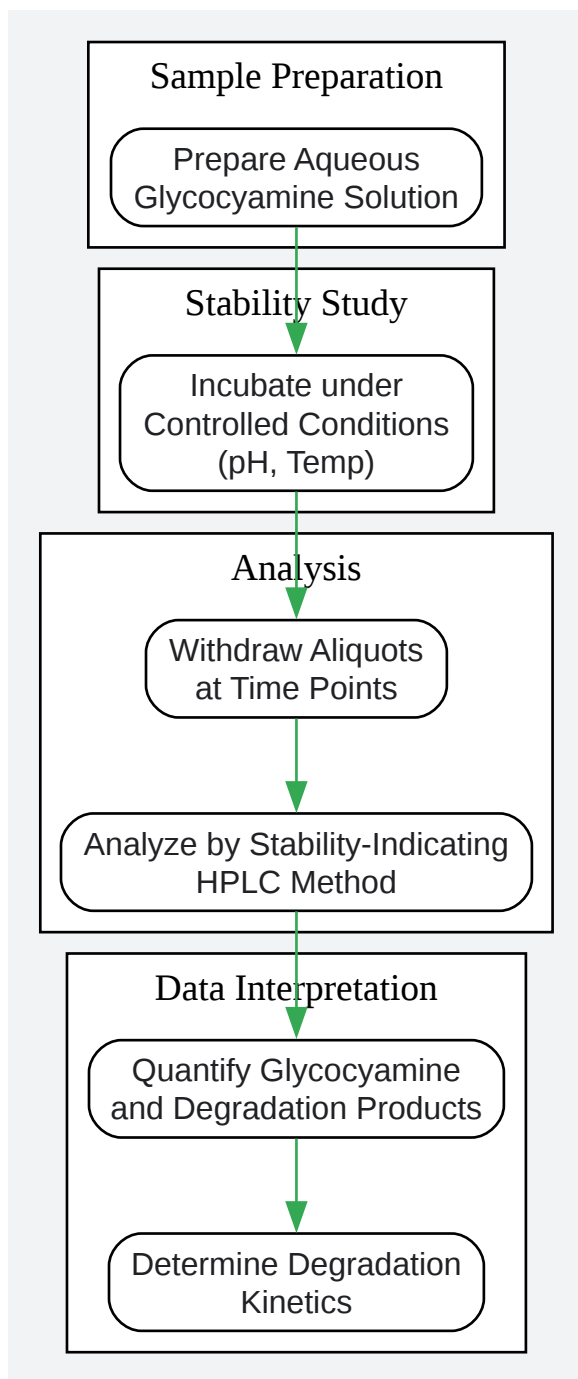 Sample Preparation
Prepare Aqueous
Glycocyamine Solution
Stability Study
Incubate under
Controlled Conditions
(pH, Temp)
Analysis
Withdraw Aliquots
at Time Points
Analyze by Stability-Indicating
HPLC Method
Data Interpretation
Quantify Glycocyamine
and Degradation Products
Determine Degradation
Kinetics